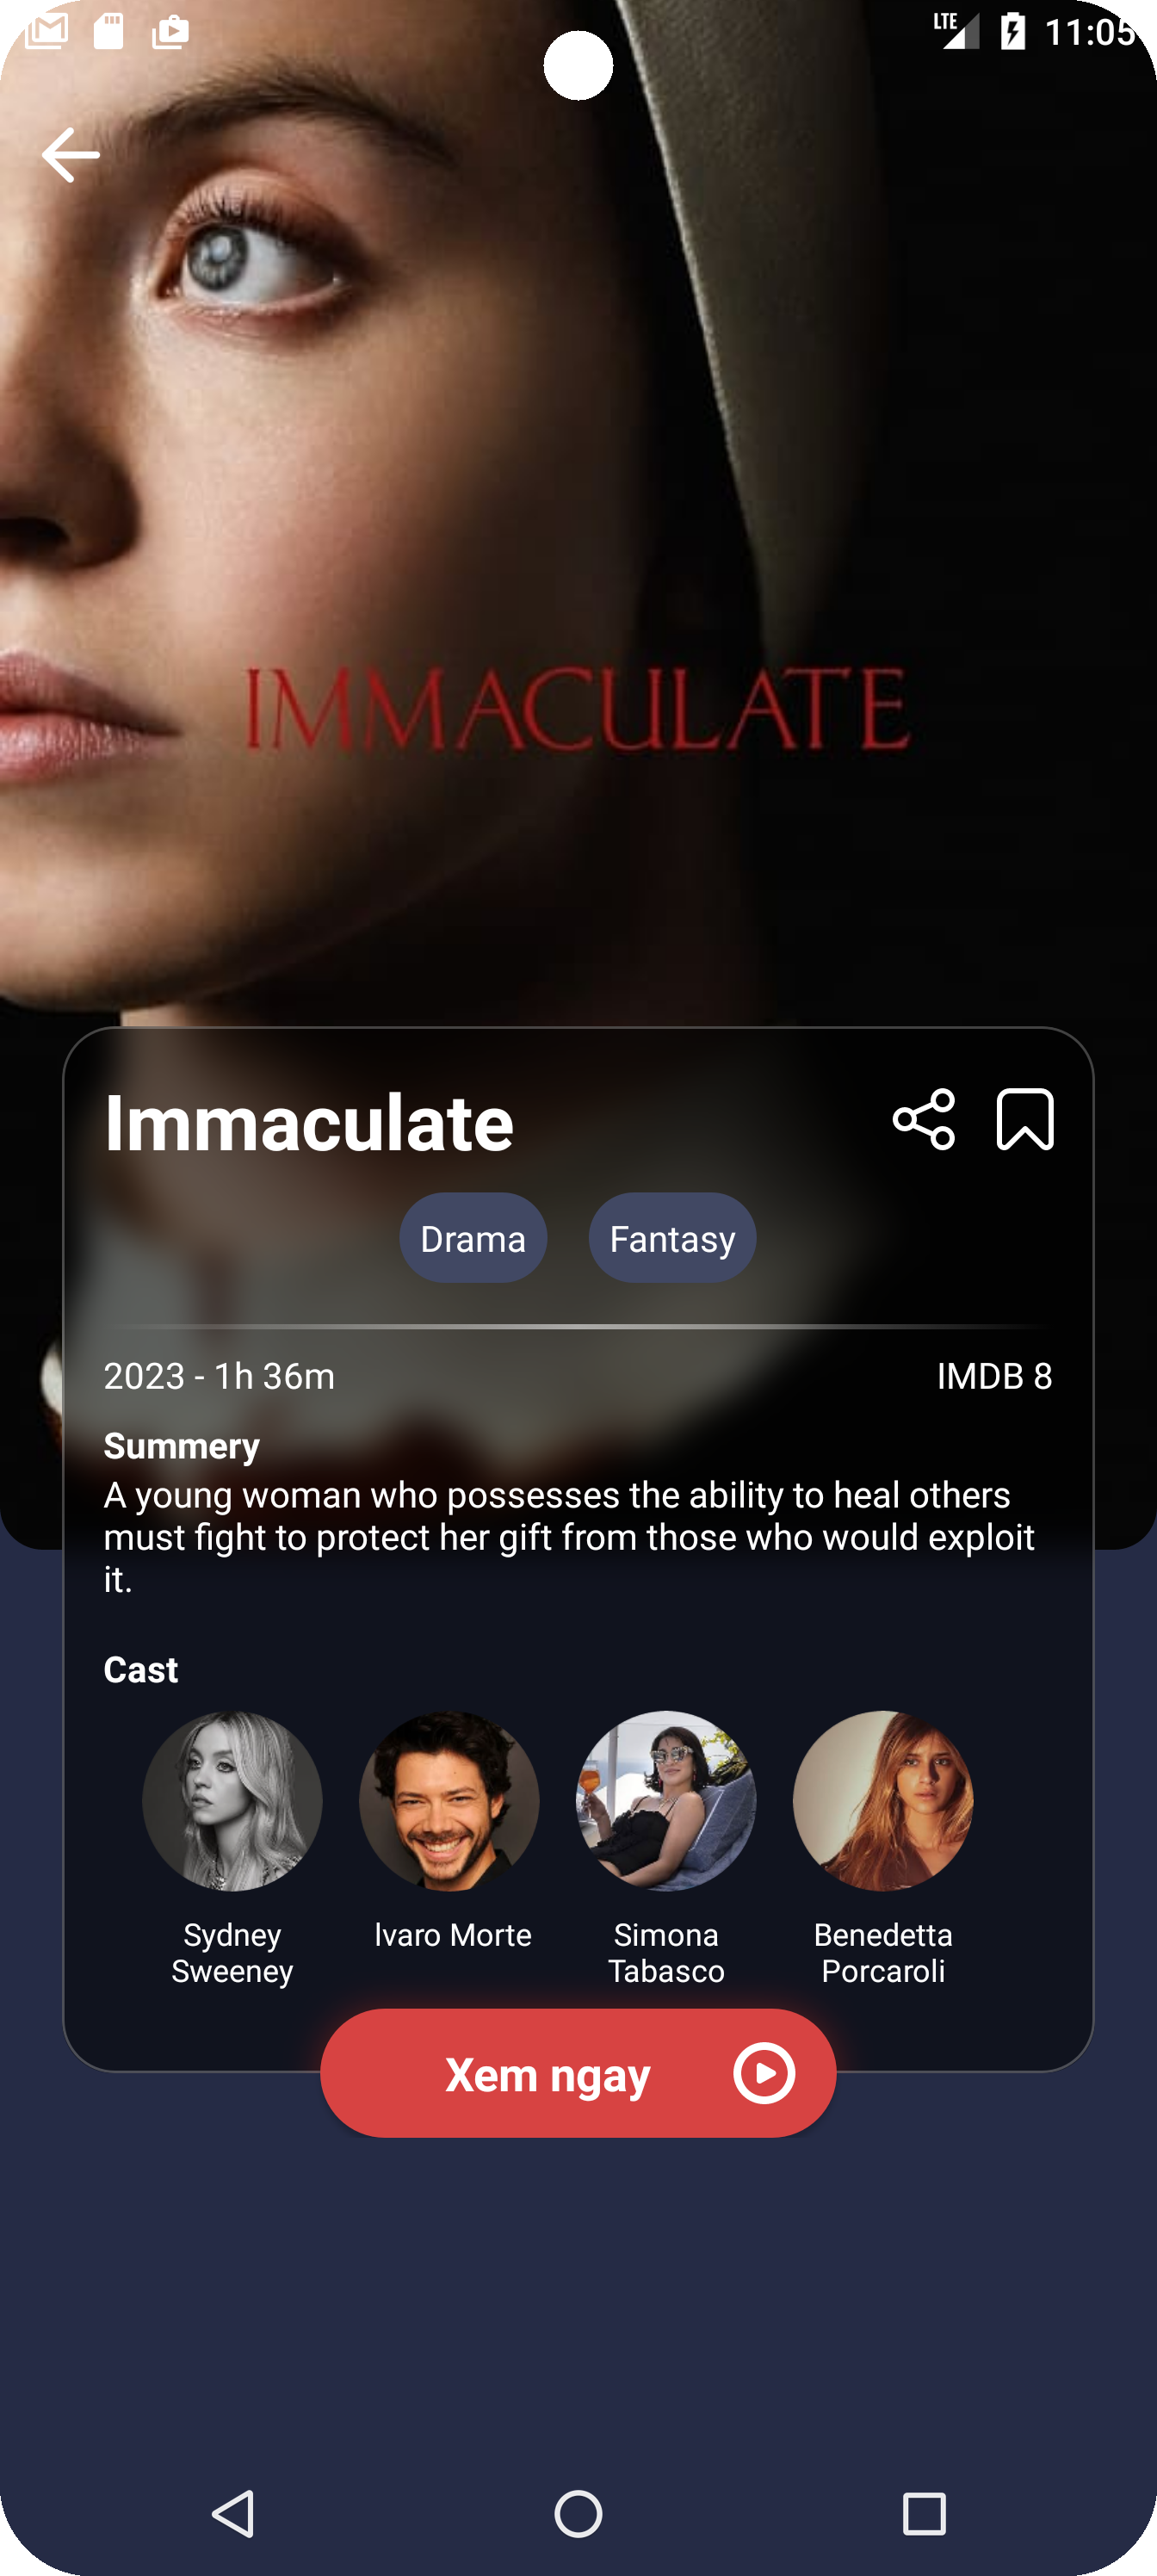 LTE 11:05
IMMACULATE
Immaculate
Drama Fantasy
2023 - 1h 36m IMDB 8
Summery
A young woman who possesses the ability to heal others
must fight to protect her gift from those who would exploit
it.
Cast
Sydney
Sweeney
lvaro Morte
Simona
Tabasco
Benedetta
Porcaroli
Xem ngay